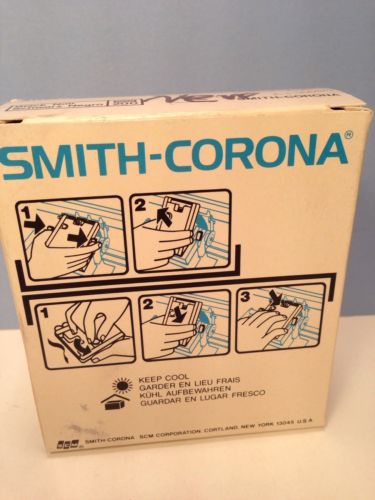 New
SMITH-CORONA
SMITH-CORONA®
1
2
1
2
3
KEEP COOL
GARDER EN LIEU FRAIS
KÜHL AUFBEWAHREN
GUARDAR EN LUGAR FRESCO
SCM SMITH-CORONA SCM CORPORATION, CORTLAND, NEW YORK 13045 U.S.A.